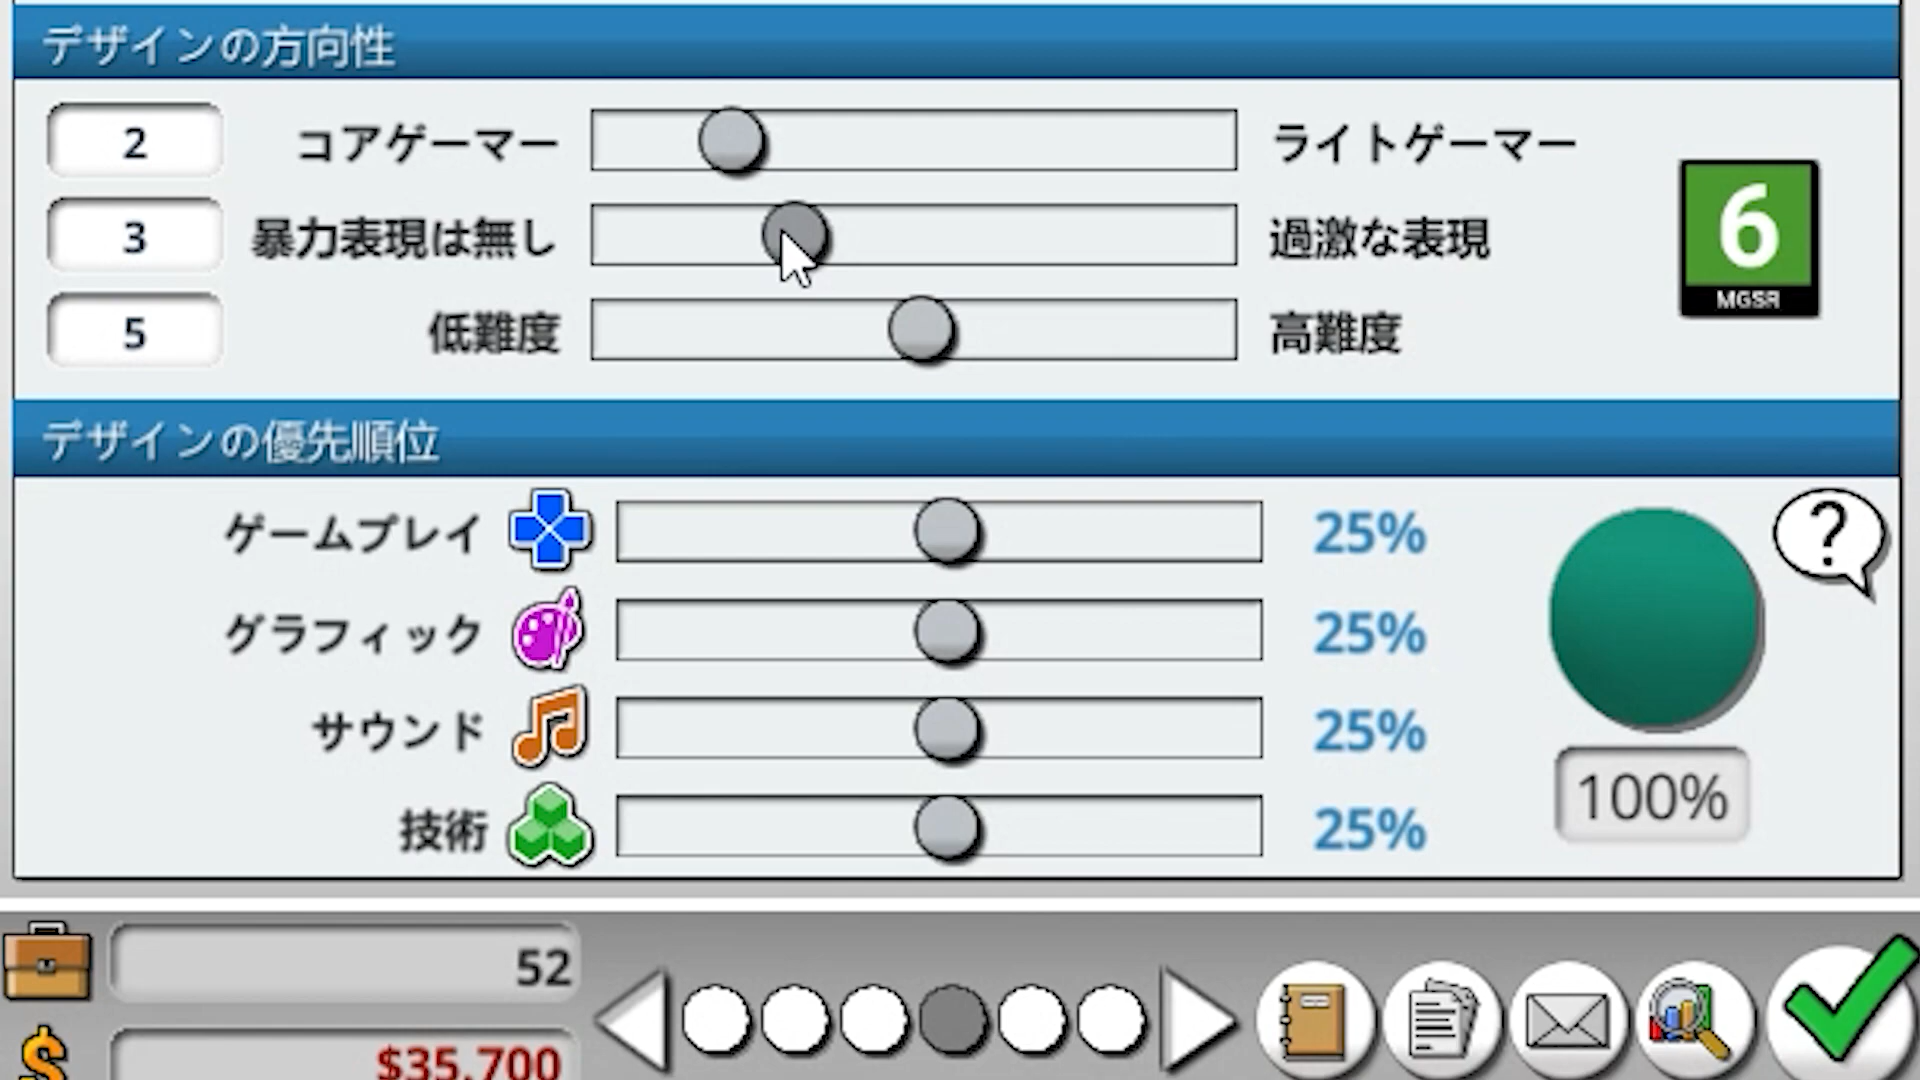 デザインの方向性
2 コアゲーマー ライトゲーマー
3 暴力表現は無し 過激な表現
5 低難度 高難度
6
MGSR
デザインの優先順位
ゲームプレイ 25%
グラフィック 25%
サウンド 25%
技術 25%
?
100%
52
$ $35,700